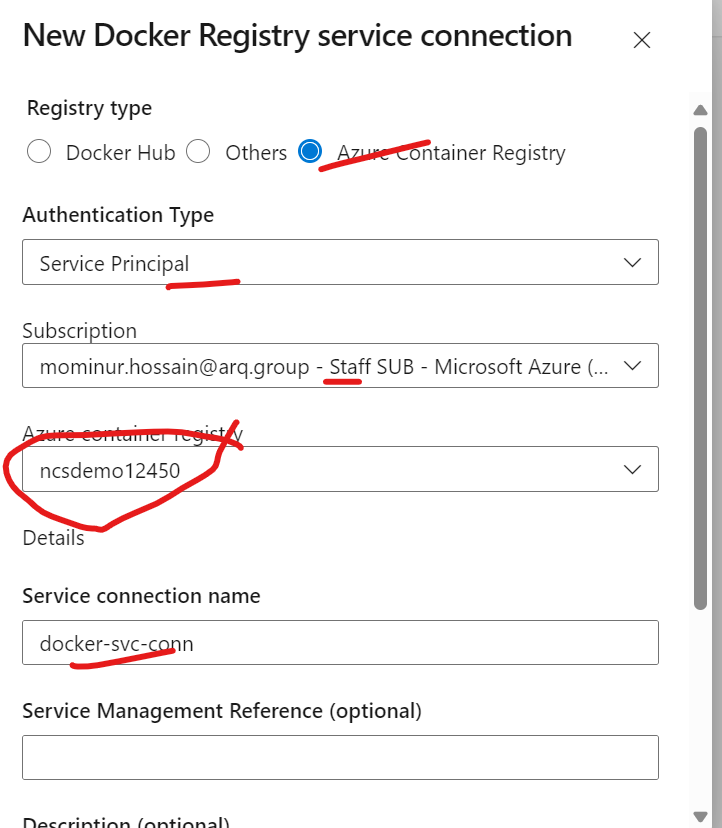 New Docker Registry service connection
Registry type
Docker Hub Others Azure Container Registry
Authentication Type
Service Principal
Subscription
mominur.hossain@arq.group - Staff SUB - Microsoft Azure (...
Azure container registry
ncsdemo12450
Details
Service connection name
docker-svc-conn
Service Management Reference (optional)
Description (optional)